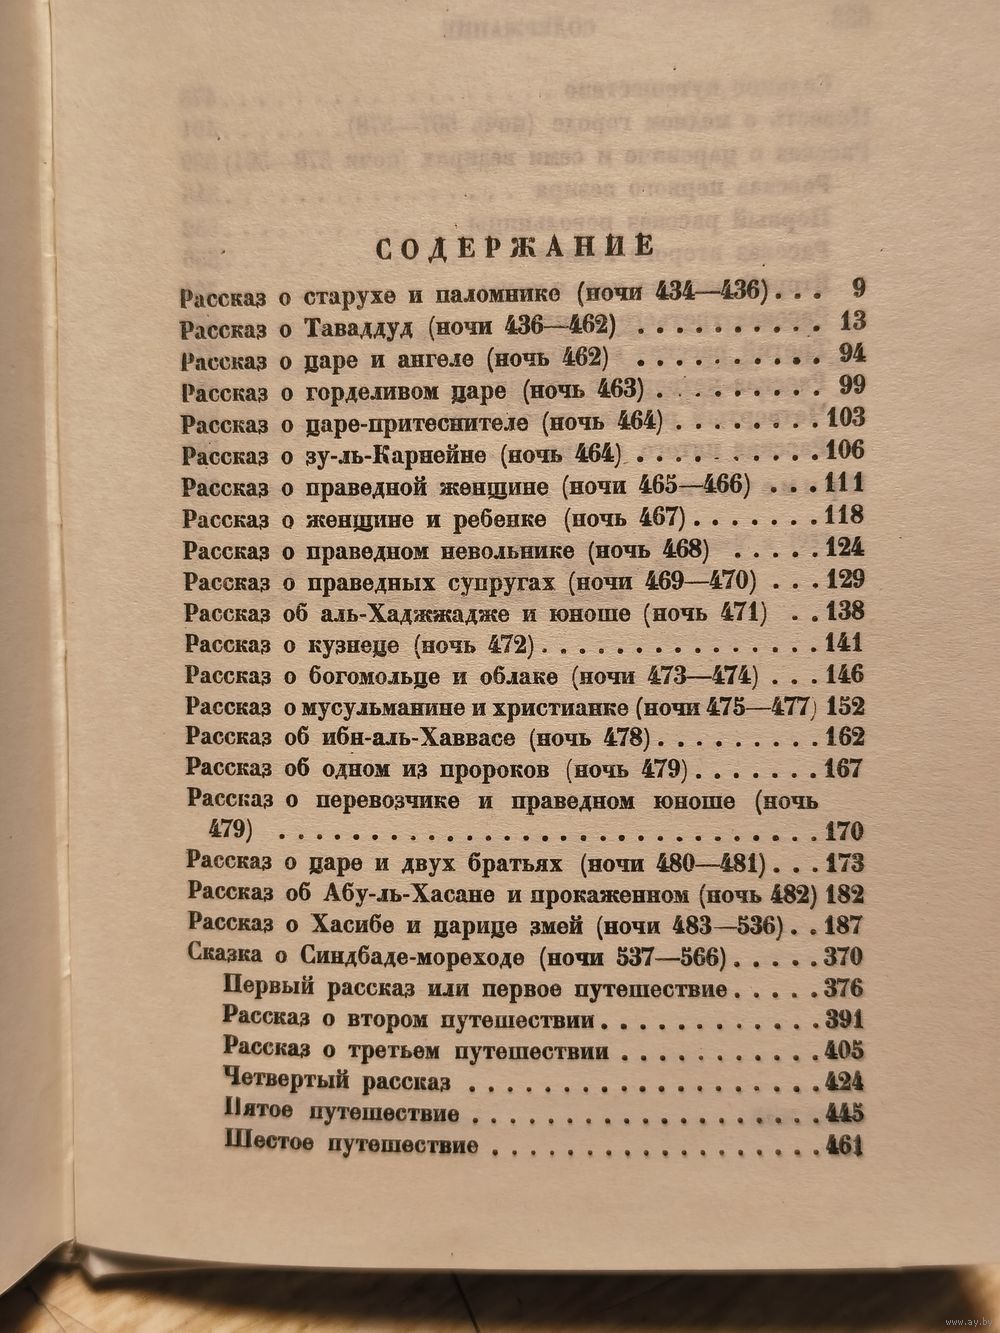 СОДЕРЖАНИЕ
Рассказ о старухе и паломнике (ночи 434—436) . . . 9
Рассказ о Таваддуд (ночи 436—462) . . . . . . . . . . 13
Рассказ о царе и ангеле (ночь 462) . . . . . . . . . . 94
Рассказ о горделивом царе (ночь 463) . . . . . . . . . 99
Рассказ о царе-притеснителе (ночь 464) . . . . . . . . 103
Рассказ о зу-ль-Карнейне (ночь 464) . . . . . . . . . . 106
Рассказ о праведной женщине (ночи 465—466) . . . 111
Рассказ о женщине и ребенке (ночь 467) . . . . . . . 118
Рассказ о праведном невольнике (ночь 468) . . . . . 124
Рассказ о праведных супругах (ночи 469—470) . . . 129
Рассказ об аль-Хаджжадже и юноше (ночь 471) . . 138
Рассказ о кузнеце (ночь 472) . . . . . . . . . . . . . . . 141
Рассказ о богомольце и облаке (ночи 473—474) . . . 146
Рассказ о мусульманине и христианке (ночи 475—477) 152
Рассказ об ибн-аль-Хаввасе (ночь 478) . . . . . . . . . 162
Рассказ об одном из пророков (ночь 479) . . . . . . . 167
Рассказ о перевозчике и праведном юноше (ночь
479) . . . . . . . . . . . . . . . . . . . . . . . . . . . . 170
Рассказ о царе и двух братьях (ночи 480—481) . . . 173
Рассказ об Абу-ль-Хасане и прокаженном (ночь 482) 182
Рассказ о Хасибе и царице змей (ночи 483—536) . . 187
Сказка о Синдбаде-мореходе (ночи 537—566) . . . . . 370
Первый рассказ или первое путешествие . . . . . 376
Рассказ о втором путешествии . . . . . . . . . . . . 391
Рассказ о третьем путешествии . . . . . . . . . . . 405
Четвертый рассказ . . . . . . . . . . . . . . . . . . . 424
Пятое путешествие . . . . . . . . . . . . . . . . . . . 445
Шестое путешествие . . . . . . . . . . . . . . . . . . 461
www.ay.by